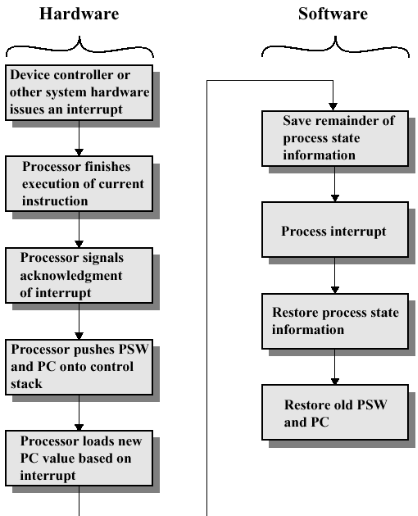 Hardware
Device controller or
other system hardware
issues an interrupt
Processor finishes
execution of current
instruction
Processor signals
acknowledgment
of interrupt
Processor pushes PSW
and PC onto control
stack
Processor loads new
PC value based on
interrupt
Software
Save remainder of
process state
information
Process interrupt
Restore process state
information
Restore old PSW
and PC